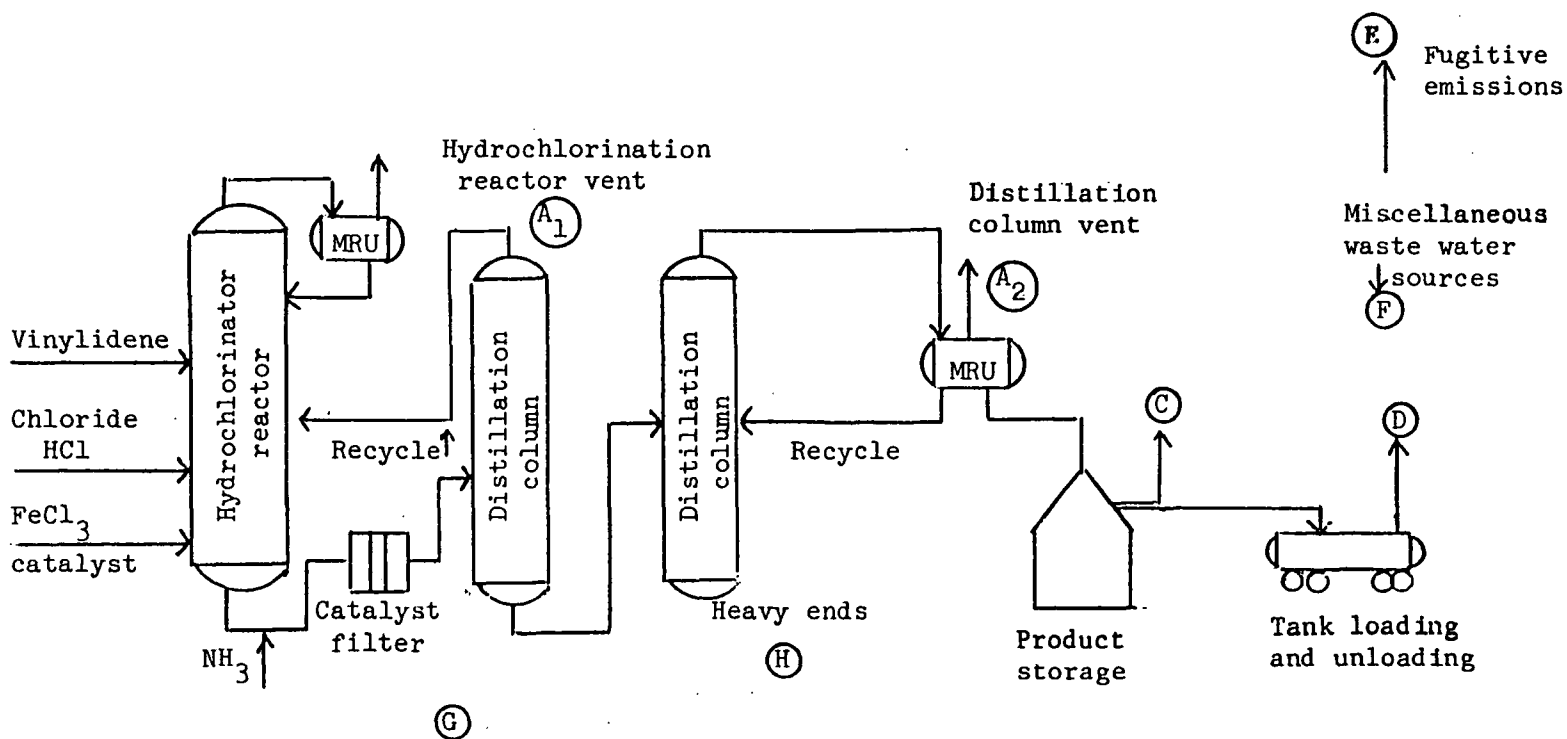 E
Fugitive
emissions
Hydrochlorination
reactor vent
A1
MRU
Distillation
column vent
A2
Miscellaneous
waste water
sources
F
Hydrochlorinator
reactor
Distillation
column
Distillation
column
MRU
Vinylidene
Chloride
HCl
FeCl3
catalyst
Recycle
Recycle
C
D
Catalyst
filter
NH3
Heavy ends
H
Product
storage
Tank loading
and unloading
G